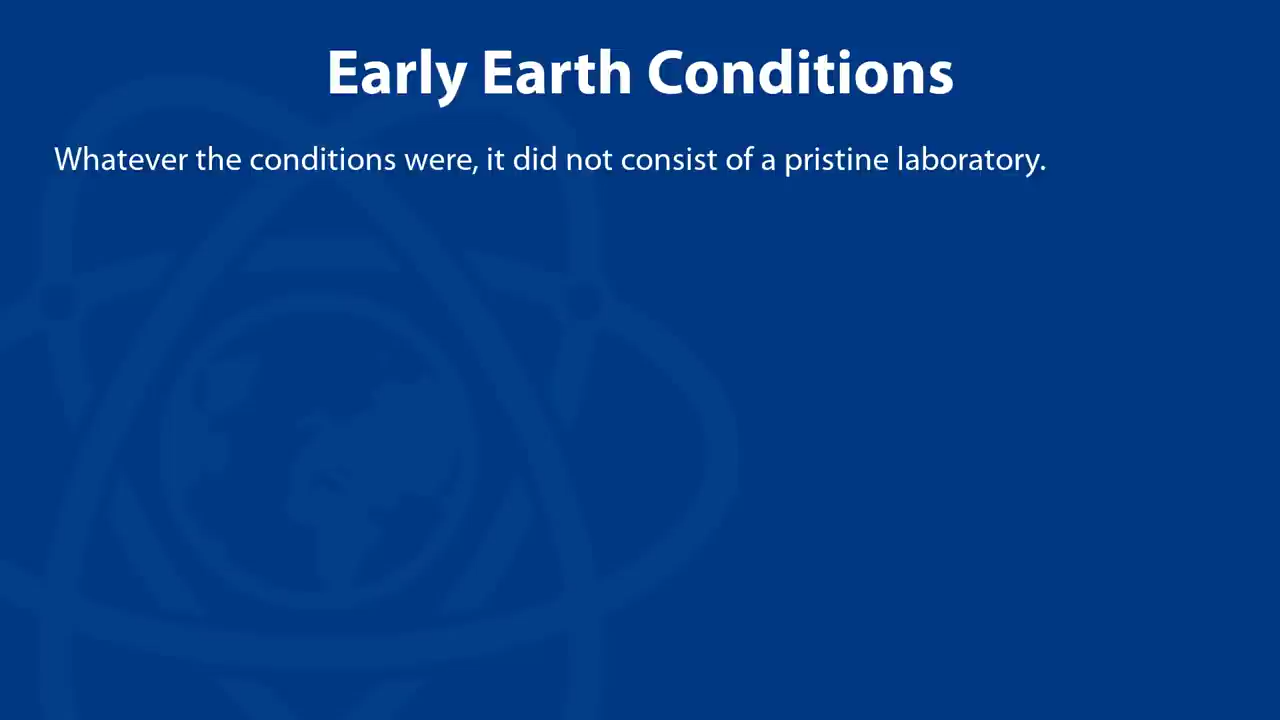 Early Earth Conditions
Whatever the conditions were, it did not consist of a pristine laboratory.